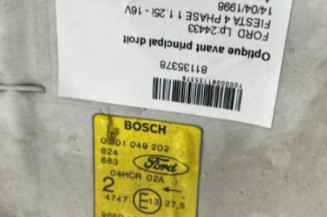 FORD Lp:24433
FIESTA 4 PHASE 1 1.25I - 16V
14/04/1998
Optique avant principal droit
81135378
BOSCH
0 301 049 202
624
663
Ford
04HCR 02A
2
4747 E 13 27,5